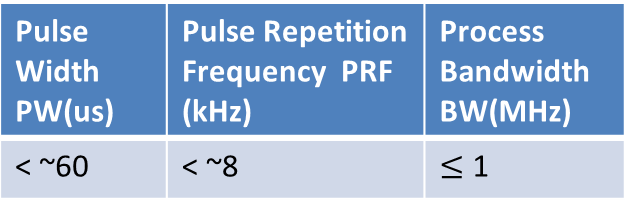 Pulse Width PW(us)
Pulse Repetition Frequency PRF (kHz)
Process Bandwidth BW(MHz)
< ~60
< ~8
≤ 1